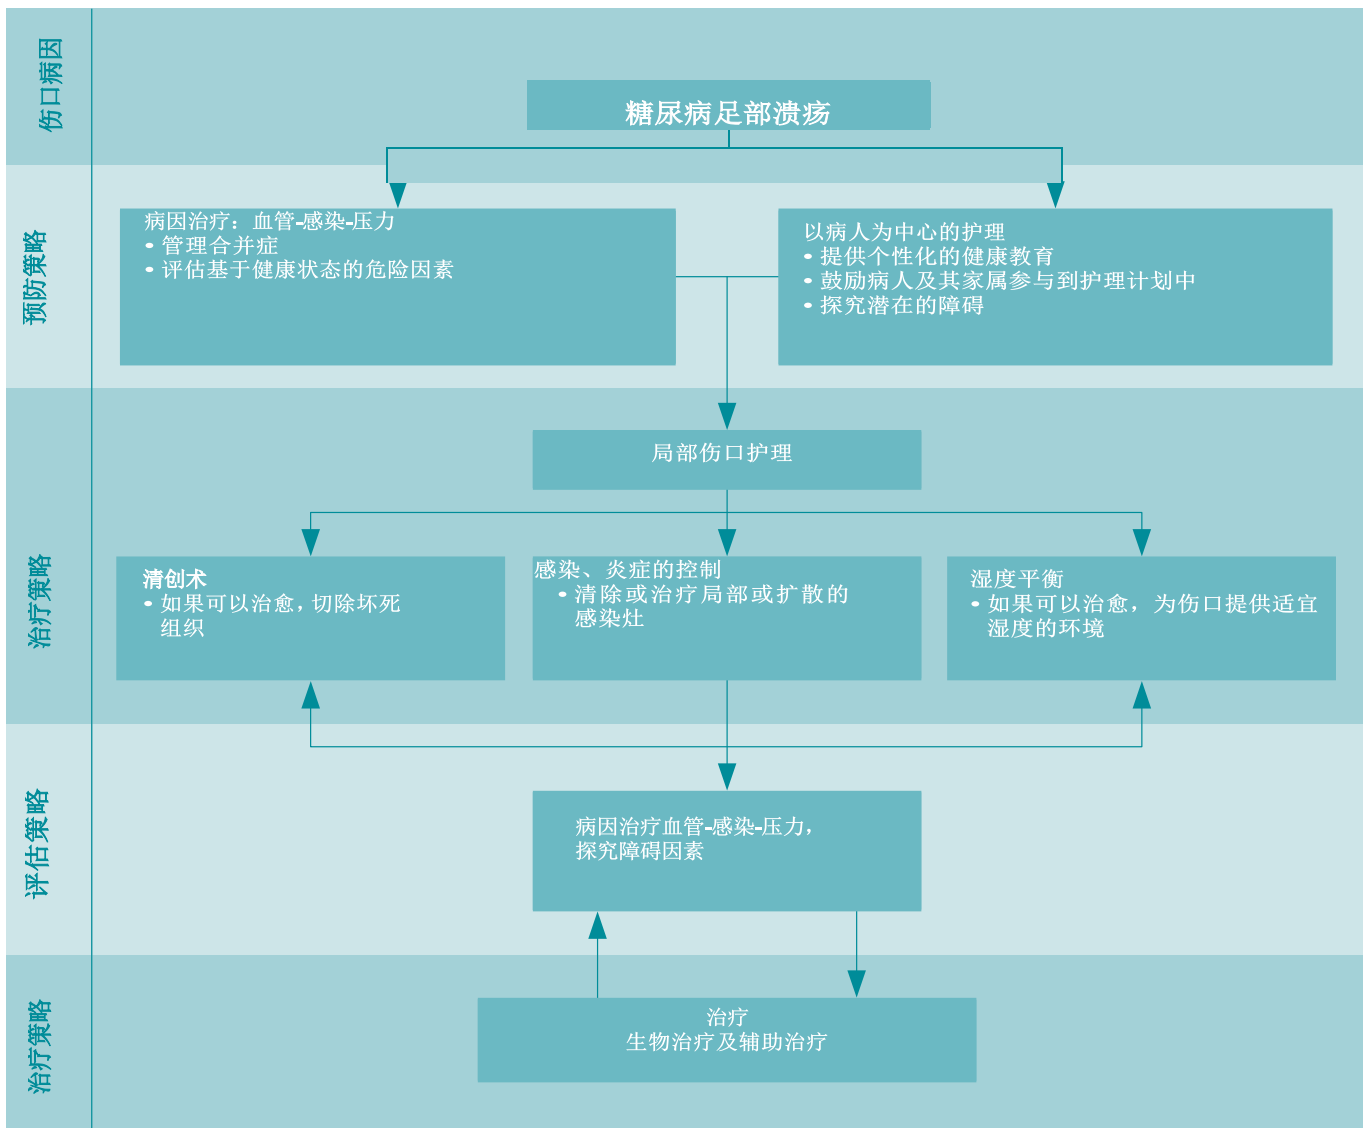 伤口病因
糖尿病足部溃疡
预防策略
病因治疗：血管-感染-压力
• 管理合并症
• 评估基于健康状态的危险因素
以病人为中心的护理
• 提供个性化的健康教育
• 鼓励病人及其家属参与到护理计划中
• 探究潜在的障碍
治疗策略
局部伤口护理
清创术
• 如果可以治愈，切除坏死
组织
感染、炎症的控制
• 清除或治疗局部或扩散的
感染灶
湿度平衡
• 如果可以治愈，为伤口提供适宜
湿度的环境
评估策略
病因治疗血管-感染-压力，
探究障碍因素
治疗策略
治疗
生物治疗及辅助治疗